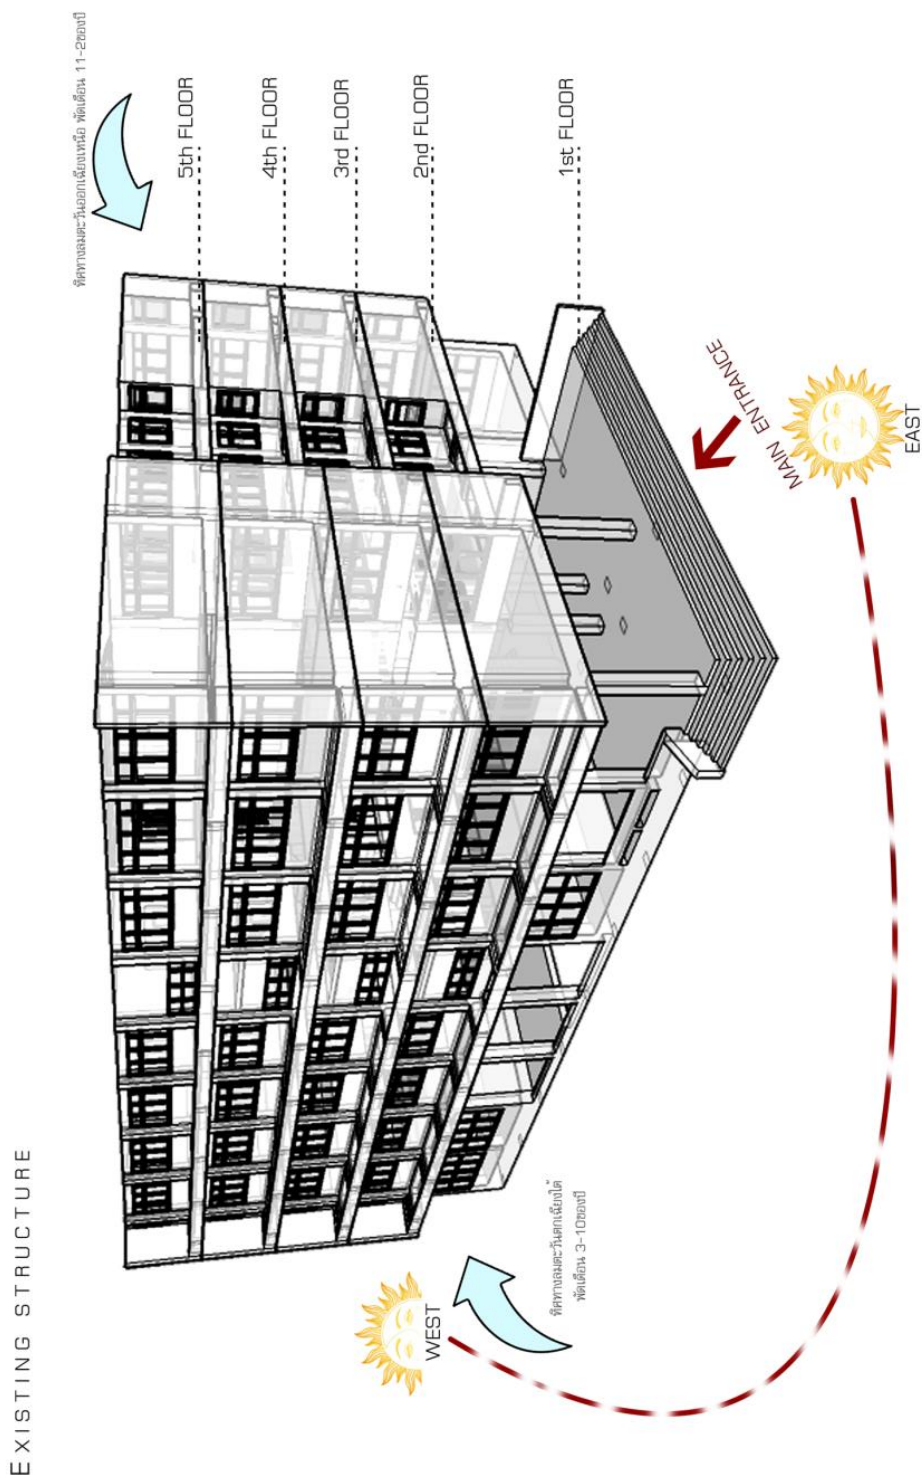 EXISTING STRUCTURE
ทิศทางลมตะวันออกเฉียงเหนือ พัดเดือน 11-2ของปี
5th FLOOR
4th FLOOR
3rd FLOOR
2nd FLOOR
1st FLOOR
MAIN ENTRANCE
EAST
WEST
ทิศทางลมตะวันตกเฉียงใต้
พัดเดือน 3-10ของปี